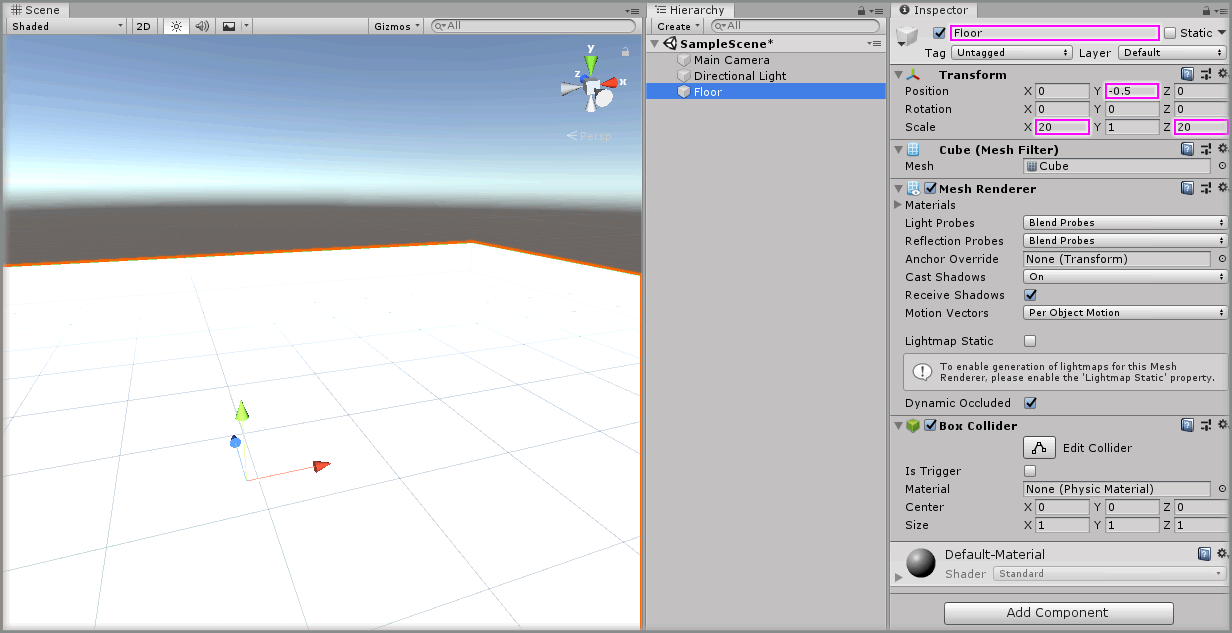 Scene
Shaded 2D Gizmos All
y
z x
Persp
Hierarchy
Create All
SampleScene*
Main Camera
Directional Light
Floor
Inspector
Floor Static
Tag Untagged Layer Default
Transform
Position X 0 Y -0.5 Z 0
Rotation X 0 Y 0 Z 0
Scale X 20 Y 1 Z 20
Cube (Mesh Filter)
Mesh Cube
Mesh Renderer
Materials
Light Probes Blend Probes
Reflection Probes Blend Probes
Anchor Override None (Transform)
Cast Shadows On
Receive Shadows
Motion Vectors Per Object Motion
Lightmap Static
To enable generation of lightmaps for this Mesh
Renderer, please enable the 'Lightmap Static' property.
Dynamic Occluded
Box Collider
Edit Collider
Is Trigger
Material None (Physic Material)
Center X 0 Y 0 Z 0
Size X 1 Y 1 Z 1
Default-Material
Shader Standard
Add Component